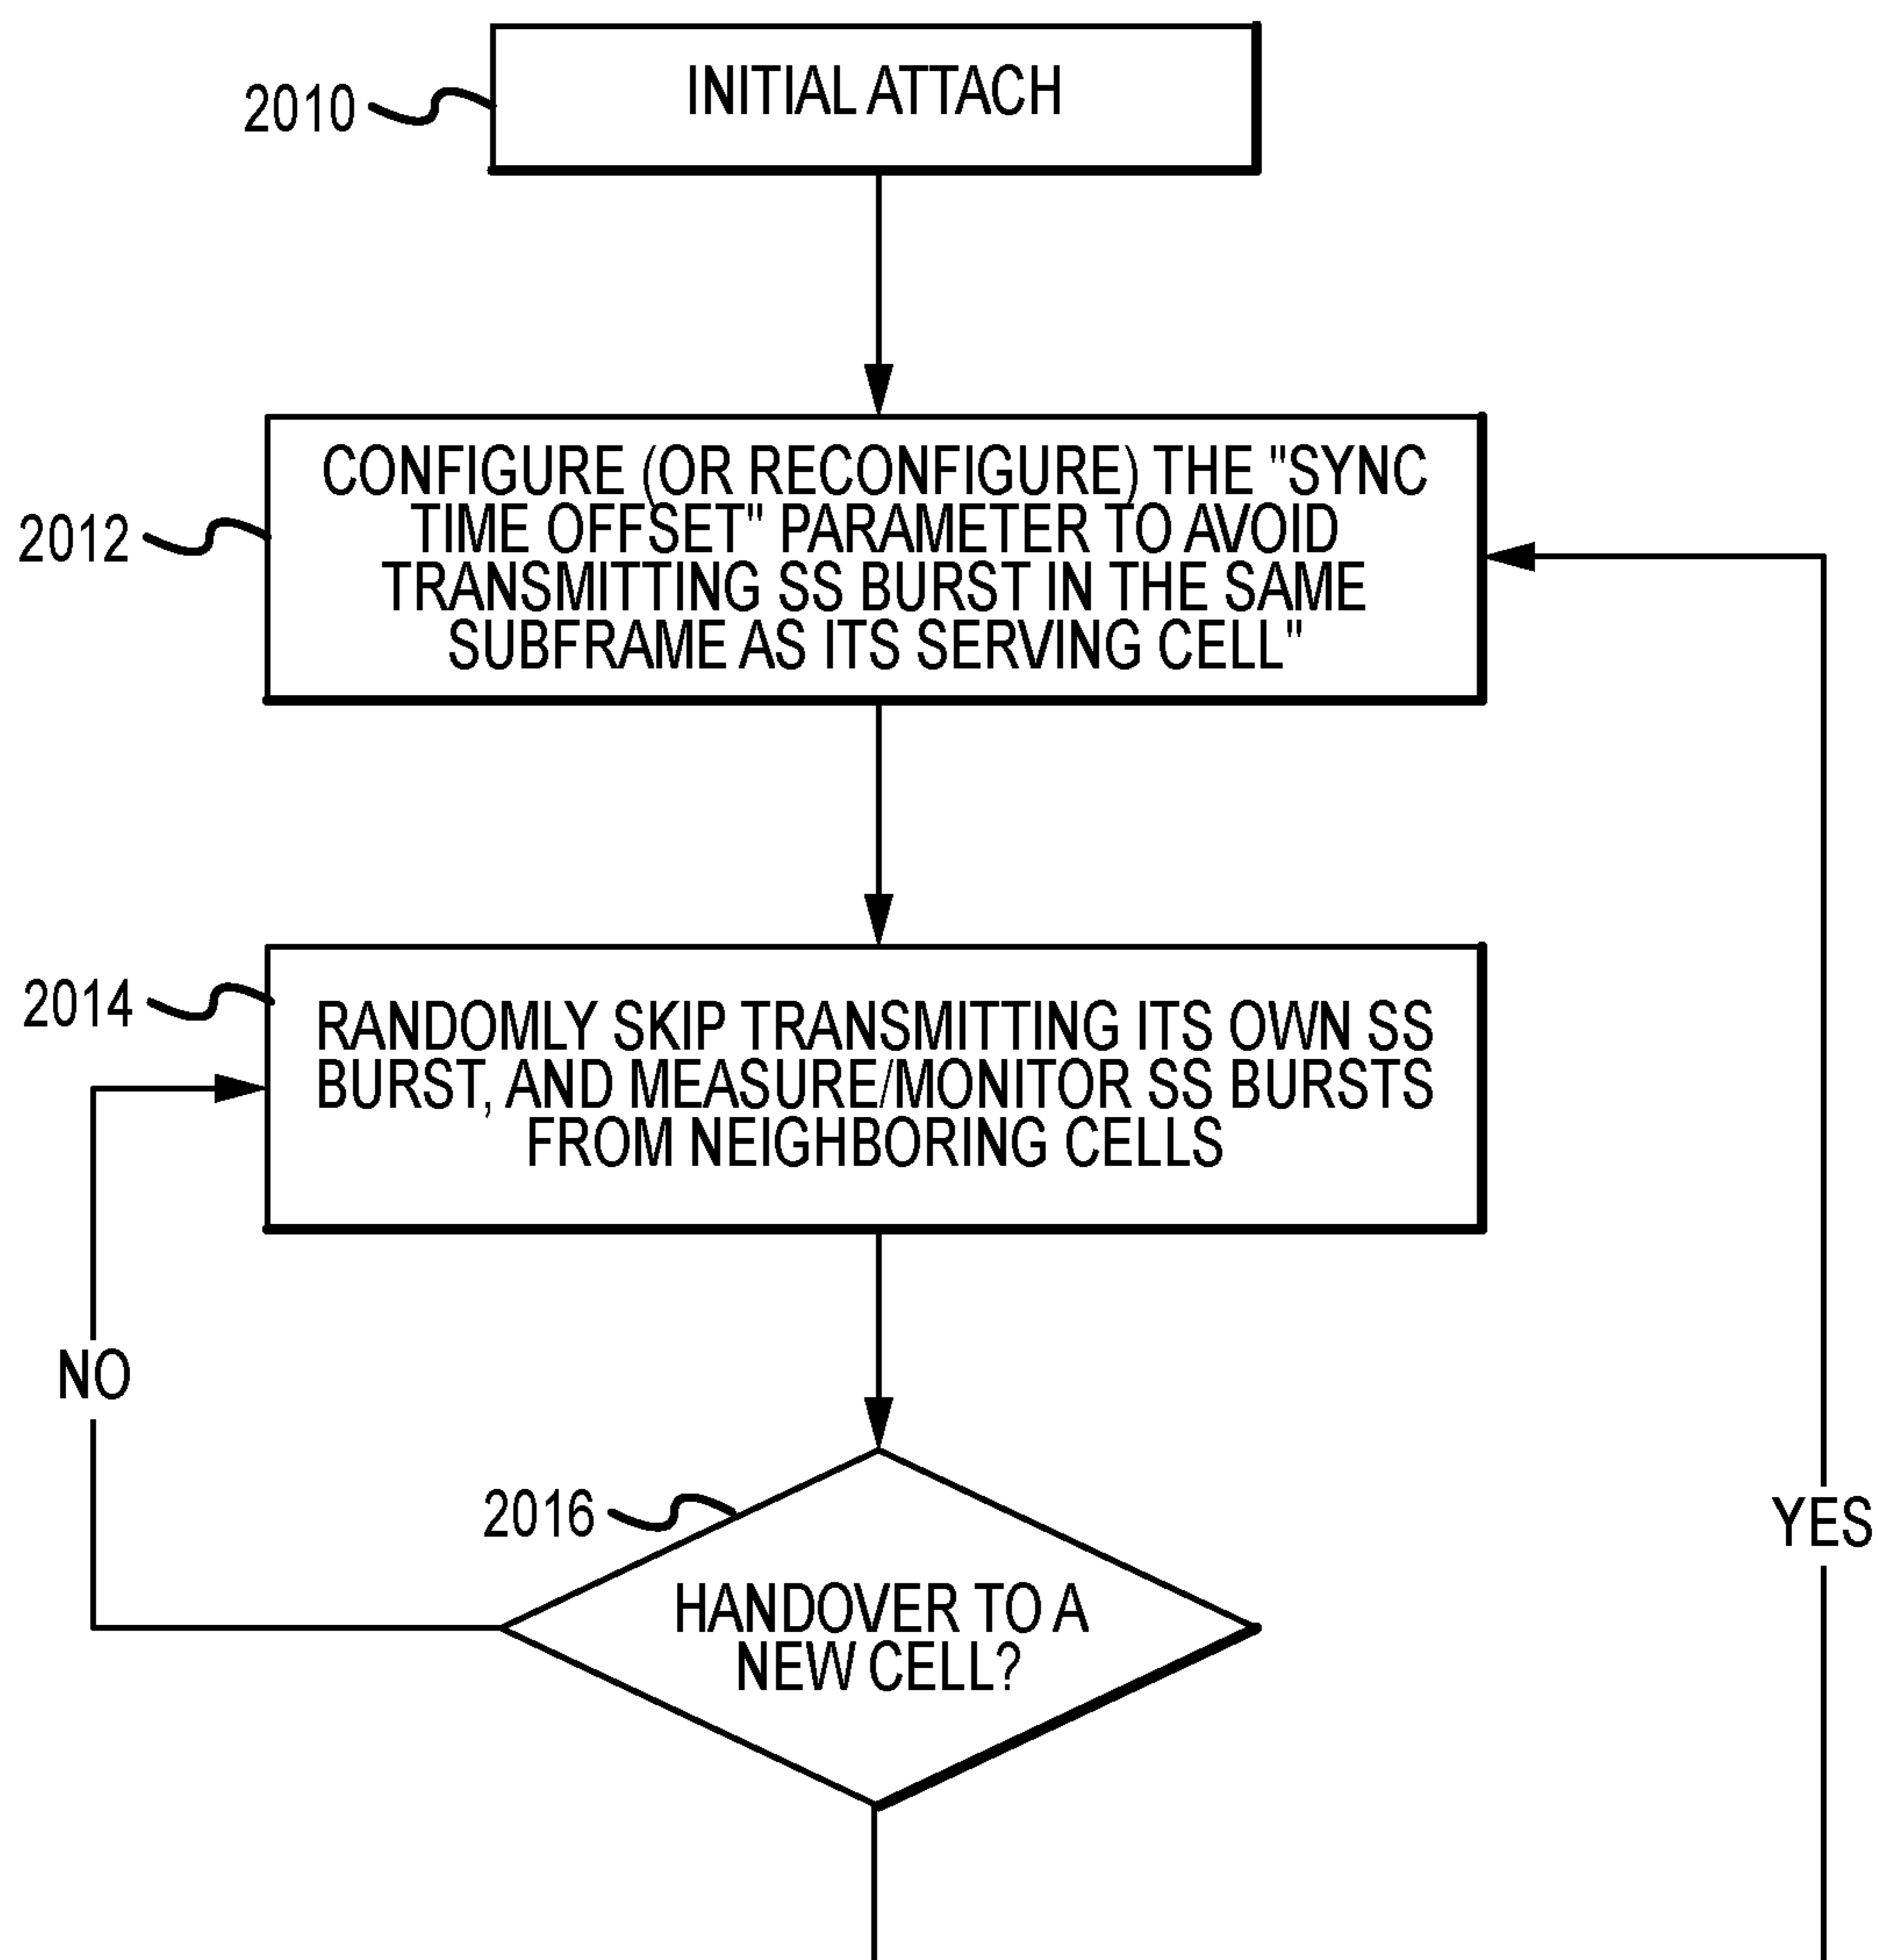 2010
INITIAL ATTACH
2012
CONFIGURE (OR RECONFIGURE) THE "SYNC
TIME OFFSET" PARAMETER TO AVOID
TRANSMITTING SS BURST IN THE SAME
SUBFRAME AS ITS SERVING CELL"
2014
RANDOMLY SKIP TRANSMITTING ITS OWN SS
BURST, AND MEASURE/MONITOR SS BURSTS
FROM NEIGHBORING CELLS
NO
2016
HANDOVER TO A
NEW CELL?
YES